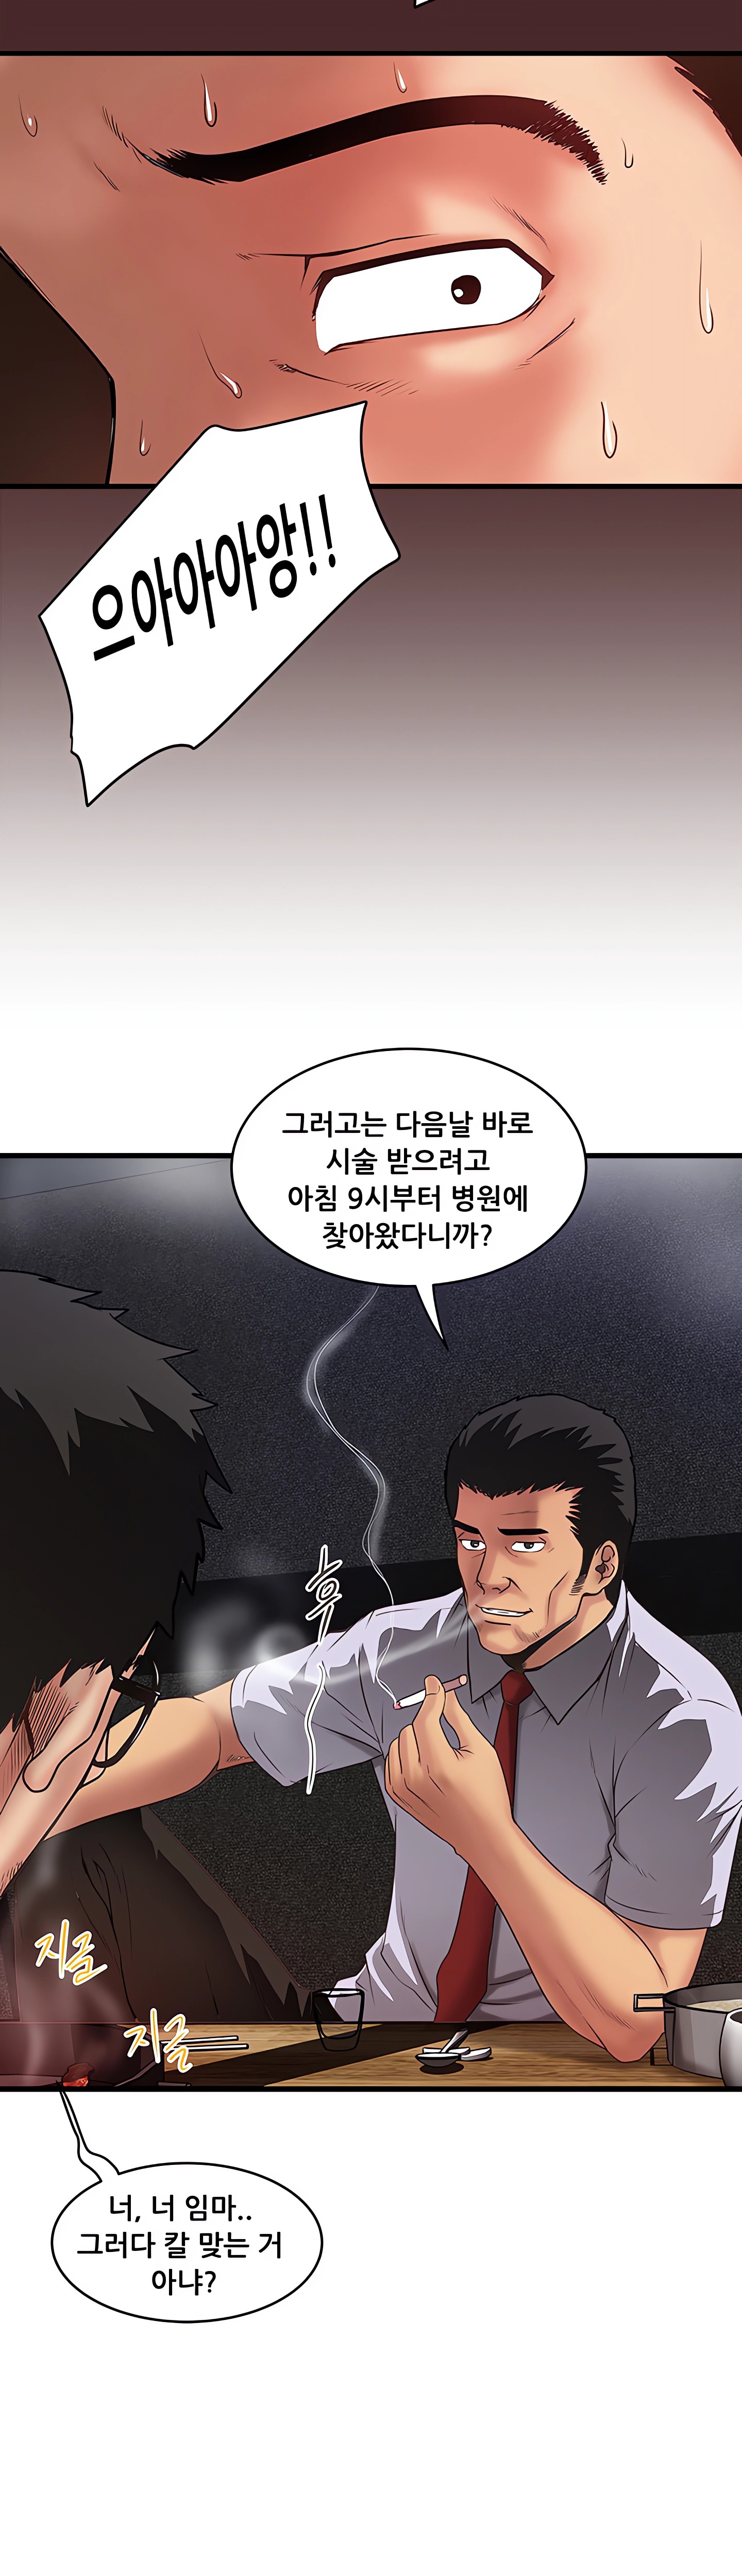 으아아아앙!!
그러고는 다음날 바로
시술 받으려고
아침 9시부터 병원에
찾아왔다니까?
후
지글
지글
너, 너 임마..
그러다 칼 맞는 거
아냐?